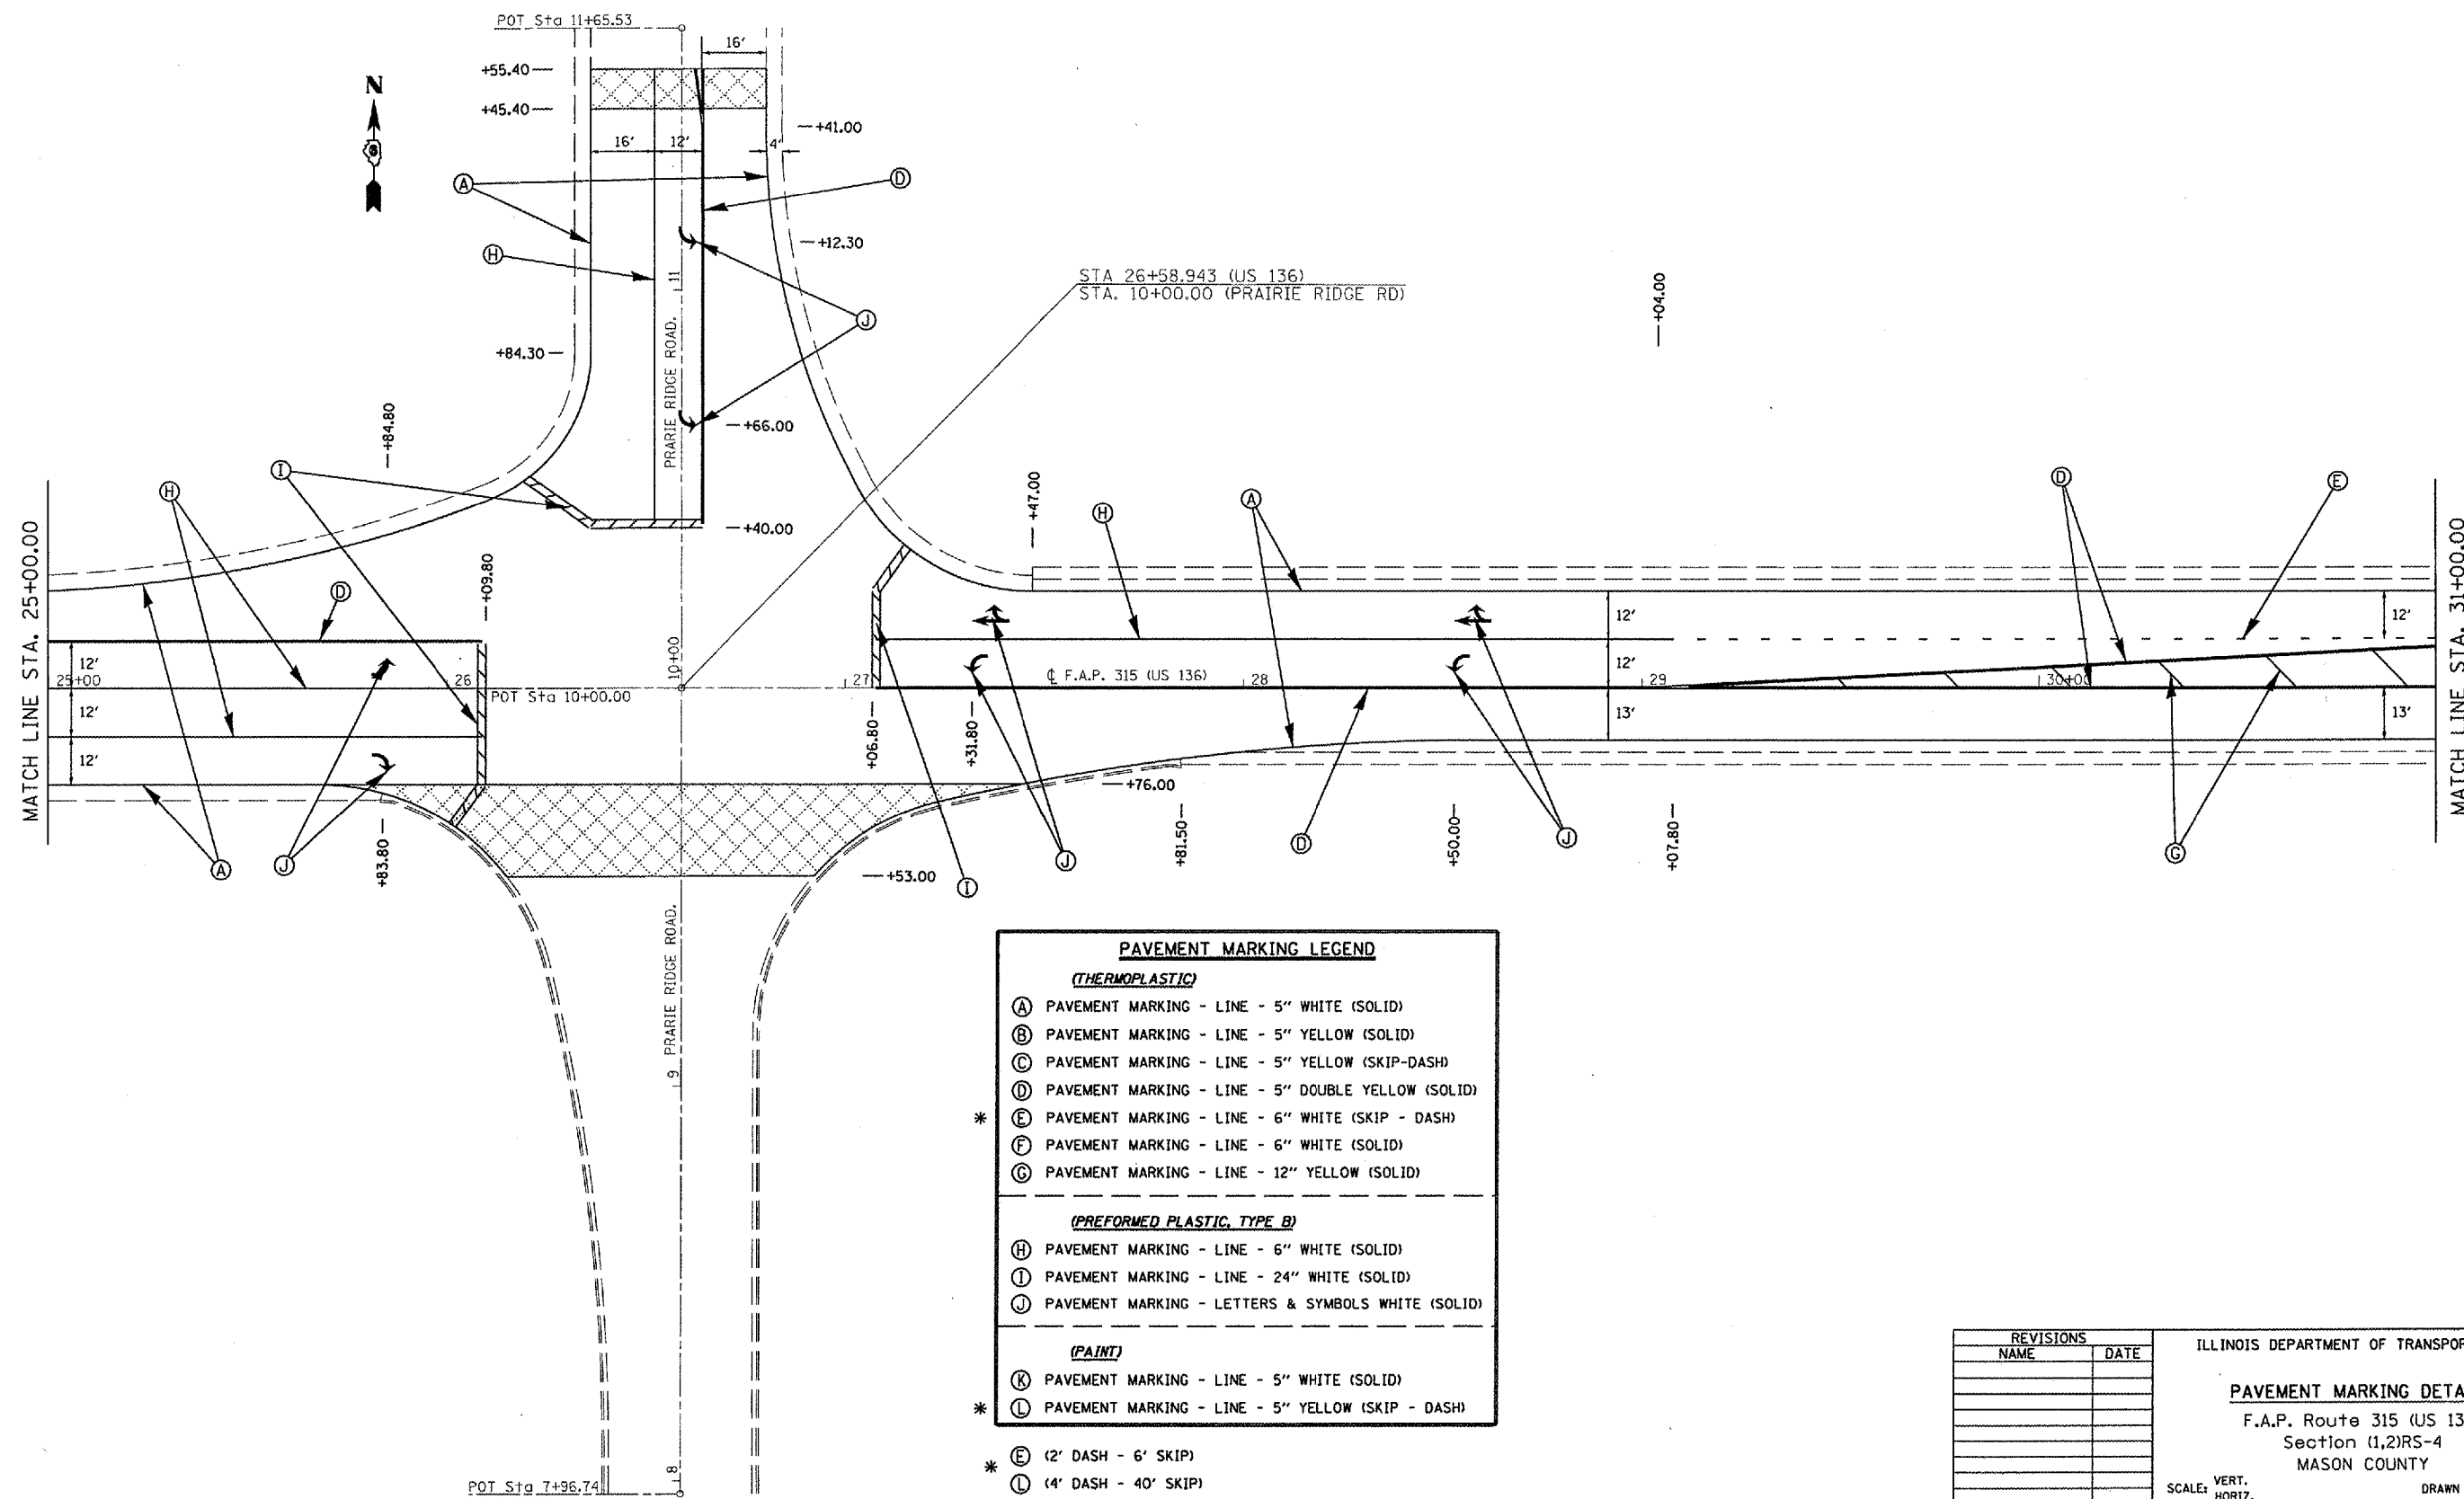 POT Sta 11+65.53
16'
+55.40
+45.40
N
+41.00
16'
12'
4'
A
D
+12.30
H
11
STA 26+58.943 (US 136)
STA. 10+00.00 (PRAIRIE RIDGE RD)
+04.00
J
+84.30
PRARIE RIDGE ROAD.
+84.80
+66.00
I
H
+47.00
A
D
E
H
+40.00
MATCH LINE STA. 25+00.00
+09.80
D
MATCH LINE STA. 31+00.00
12'
12'
12'
12'
25+00
26
10+00
27
℄ F.A.P. 315 (US 136)
28
29
30+00
POT Sta 10+00.00
12'
13'
13'
12'
+06.80
+31.80
+76.00
+83.80
+81.50
+50.00
+07.80
A
J
+53.00
I
J
D
J
G
9 PRARIE RIDGE ROAD.
PAVEMENT MARKING LEGEND
(THERMOPLASTIC)
A PAVEMENT MARKING - LINE - 5" WHITE (SOLID)
B PAVEMENT MARKING - LINE - 5" YELLOW (SOLID)
C PAVEMENT MARKING - LINE - 5" YELLOW (SKIP-DASH)
D PAVEMENT MARKING - LINE - 5" DOUBLE YELLOW (SOLID)
* E PAVEMENT MARKING - LINE - 6" WHITE (SKIP - DASH)
F PAVEMENT MARKING - LINE - 6" WHITE (SOLID)
G PAVEMENT MARKING - LINE - 12" YELLOW (SOLID)
(PREFORMED PLASTIC, TYPE B)
H PAVEMENT MARKING - LINE - 6" WHITE (SOLID)
I PAVEMENT MARKING - LINE - 24" WHITE (SOLID)
J PAVEMENT MARKING - LETTERS & SYMBOLS WHITE (SOLID)
(PAINT)
K PAVEMENT MARKING - LINE - 5" WHITE (SOLID)
* L PAVEMENT MARKING - LINE - 5" YELLOW (SKIP - DASH)
* E (2' DASH - 6' SKIP)
L (4' DASH - 40' SKIP)
8
POT Sta 7+96.74
REVISIONS
NAME DATE
ILLINOIS DEPARTMENT OF TRANSPOR
PAVEMENT MARKING DETA
F.A.P. Route 315 (US 13
Section (1,2)RS-4
MASON COUNTY
SCALE: VERT.
HORIZ.
DRAWN